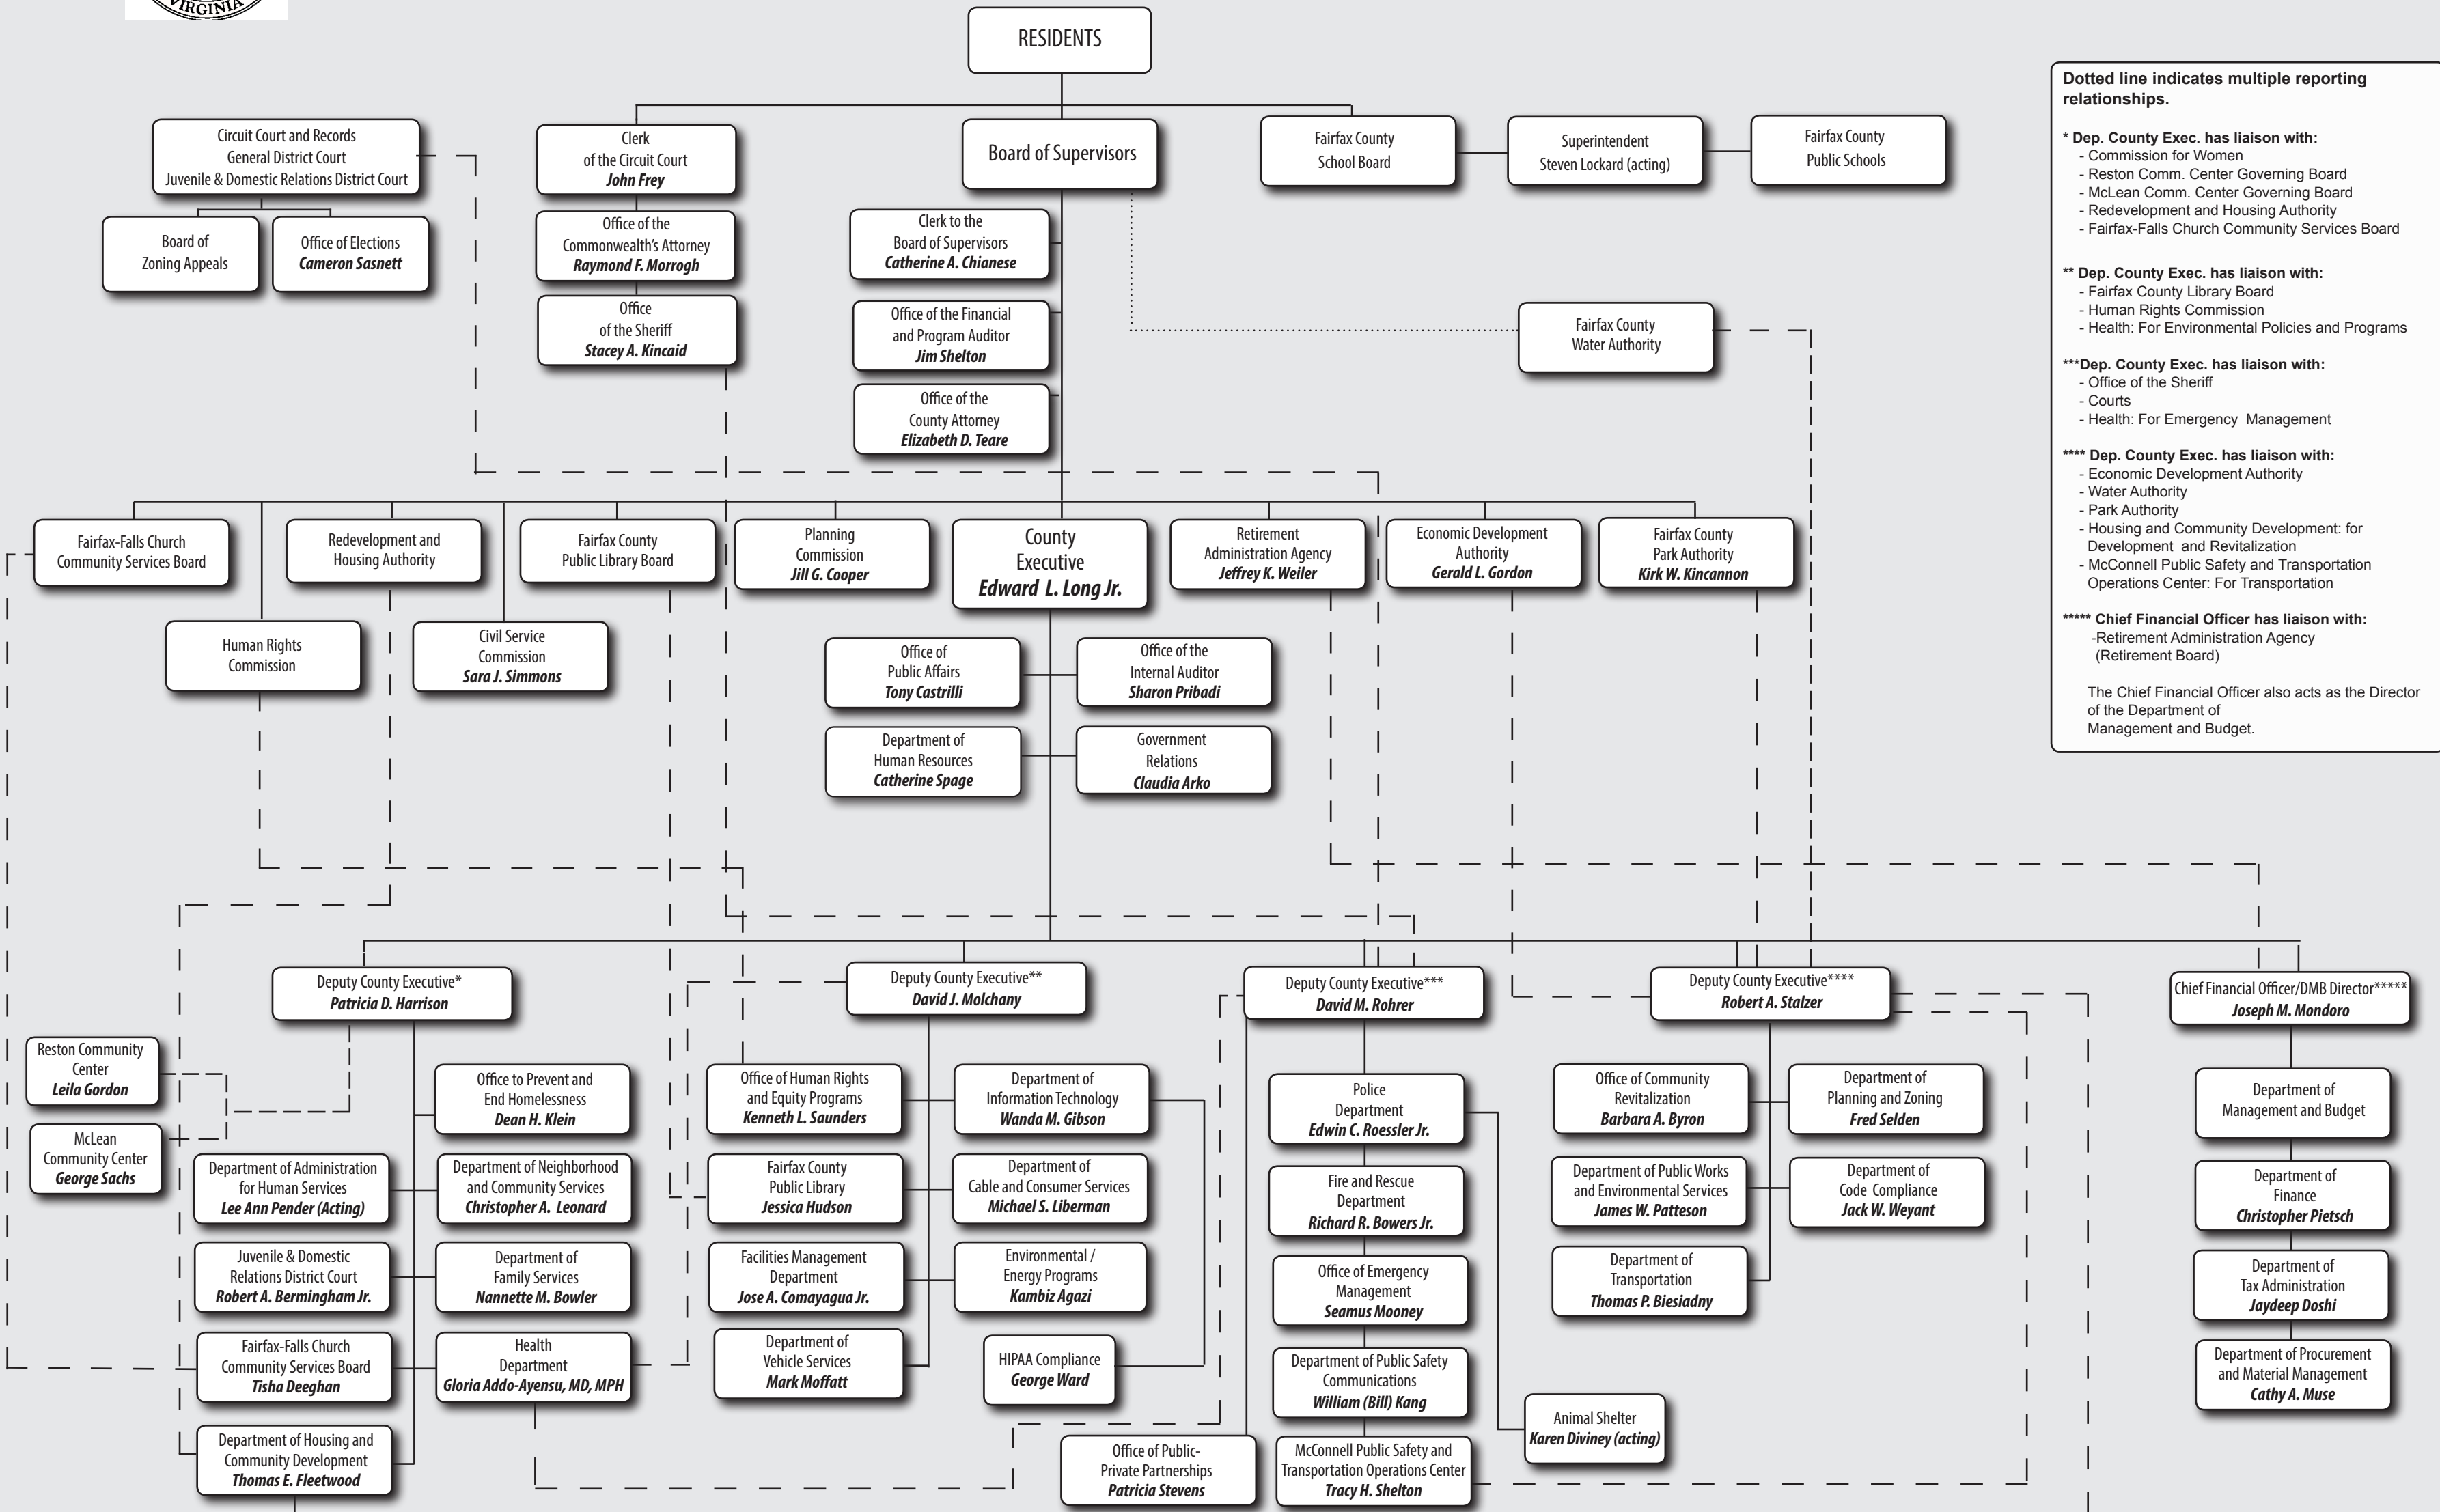 VIRGINIA
RESIDENTS
Circuit Court and Records
General District Court
Juvenile & Domestic Relations District Court
Board of
Zoning Appeals
Office of Elections
Cameron Sasnett
Clerk
of the Circuit Court
John Frey
Office of the
Commonwealth's Attorney
Raymond F. Morrogh
Office
of the Sheriff
Stacey A. Kincaid
Board of Supervisors
Clerk to the
Board of Supervisors
Catherine A. Chianese
Office of the Financial
and Program Auditor
Jim Shelton
Office of the
County Attorney
Elizabeth D. Teare
Fairfax County
School Board
Superintendent
Steven Lockard (acting)
Fairfax County
Public Schools
Fairfax County
Water Authority
Dotted line indicates multiple reporting
relationships.
* Dep. County Exec. has liaison with:
- Commission for Women
- Reston Comm. Center Governing Board
- McLean Comm. Center Governing Board
- Redevelopment and Housing Authority
- Fairfax-Falls Church Community Services Board
** Dep. County Exec. has liaison with:
- Fairfax County Library Board
- Human Rights Commission
- Health: For Environmental Policies and Programs
***Dep. County Exec. has liaison with:
- Office of the Sheriff
- Courts
- Health: For Emergency Management
**** Dep. County Exec. has liaison with:
- Economic Development Authority
- Water Authority
- Park Authority
- Housing and Community Development: for
Development and Revitalization
- McConnell Public Safety and Transportation
Operations Center: For Transportation
***** Chief Financial Officer has liaison with:
-Retirement Administration Agency
(Retirement Board)
The Chief Financial Officer also acts as the Director
of the Department of
Management and Budget.
Fairfax-Falls Church
Community Services Board
Redevelopment and
Housing Authority
Fairfax County
Public Library Board
Planning
Commission
Jill G. Cooper
County
Executive
Edward L. Long Jr.
Retirement
Administration Agency
Jeffrey K. Weiler
Economic Development
Authority
Gerald L. Gordon
Fairfax County
Park Authority
Kirk W. Kincannon
Human Rights
Commission
Civil Service
Commission
Sara J. Simmons
Office of
Public Affairs
Tony Castrilli
Office of the
Internal Auditor
Sharon Pribadi
Department of
Human Resources
Catherine Spage
Government
Relations
Claudia Arko
Deputy County Executive*
Patricia D. Harrison
Deputy County Executive**
David J. Molchany
Deputy County Executive***
David M. Rohrer
Deputy County Executive****
Robert A. Stalzer
Chief Financial Officer/DMB Director*****
Joseph M. Mondoro
Reston Community
Center
Leila Gordon
McLean
Community Center
George Sachs
Office to Prevent and
End Homelessness
Dean H. Klein
Department of Administration
for Human Services
Lee Ann Pender (Acting)
Department of Neighborhood
and Community Services
Christopher A. Leonard
Juvenile & Domestic
Relations District Court
Robert A. Bermingham Jr.
Department of
Family Services
Nannette M. Bowler
Fairfax-Falls Church
Community Services Board
Tisha Deeghan
Health
Department
Gloria Addo-Ayensu, MD, MPH
Department of Housing and
Community Development
Thomas E. Fleetwood
Office of Human Rights
and Equity Programs
Kenneth L. Saunders
Department of
Information Technology
Wanda M. Gibson
Fairfax County
Public Library
Jessica Hudson
Department of
Cable and Consumer Services
Michael S. Liberman
Facilities Management
Department
Jose A. Comayagua Jr.
Environmental /
Energy Programs
Kambiz Agazi
Department of
Vehicle Services
Mark Moffatt
HIPAA Compliance
George Ward
Office of Public-
Private Partnerships
Patricia Stevens
Police
Department
Edwin C. Roessler Jr.
Fire and Rescue
Department
Richard R. Bowers Jr.
Office of Emergency
Management
Seamus Mooney
Department of Public Safety
Communications
William (Bill) Kang
McConnell Public Safety and
Transportation Operations Center
Tracy H. Shelton
Animal Shelter
Karen Diviney (acting)
Office of Community
Revitalization
Barbara A. Byron
Department of
Planning and Zoning
Fred Selden
Department of Public Works
and Environmental Services
James W. Patteson
Department of
Code Compliance
Jack W. Weyant
Department of
Transportation
Thomas P. Biesiadny
Department of
Management and Budget
Department of
Finance
Christopher Pietsch
Department of
Tax Administration
Jaydeep Doshi
Department of Procurement
and Material Management
Cathy A. Muse